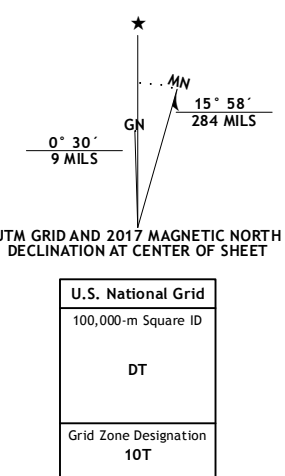 ★
MN
GN
15° 58´
284 MILS
0° 30´
9 MILS
UTM GRID AND 2017 MAGNETIC NORTH
DECLINATION AT CENTER OF SHEET
U.S. National Grid
100,000-m Square ID
DT
Grid Zone Designation
10T